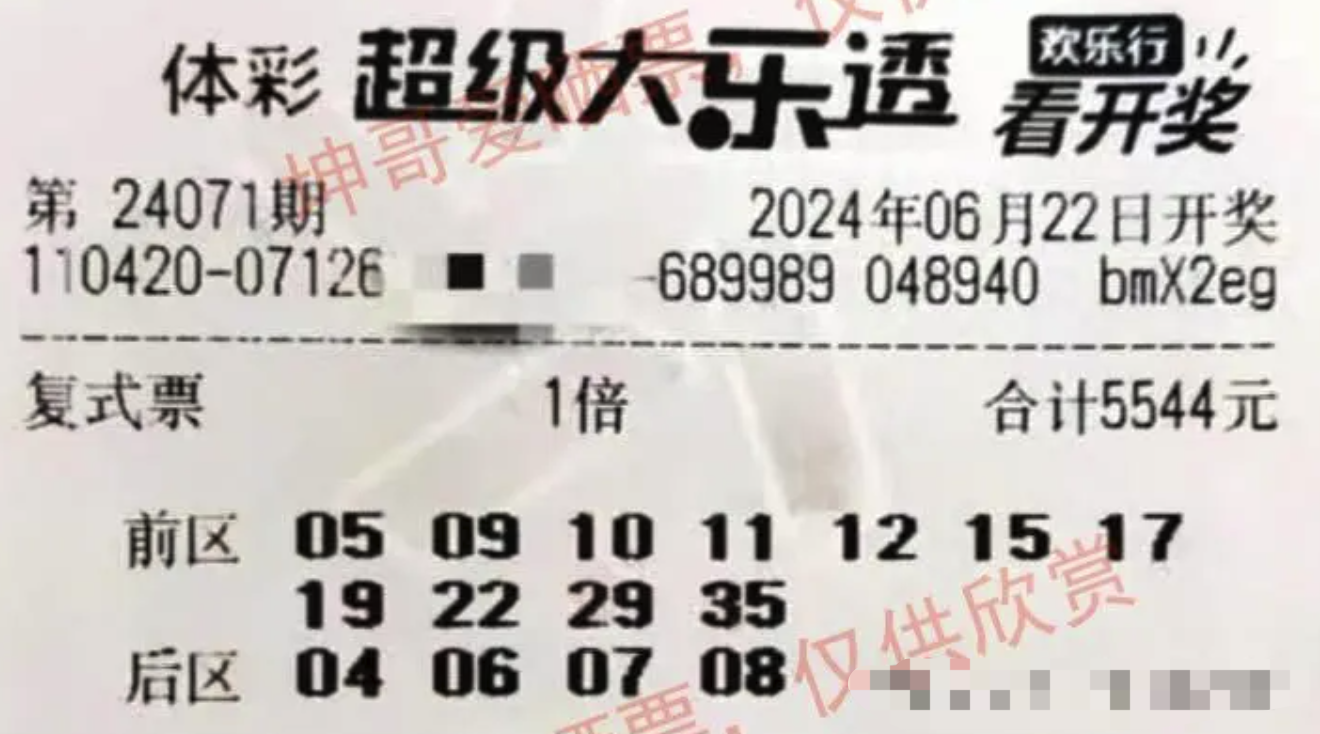 体彩 超级大乐透 欢乐行 看开奖
第 24071期 2024年06月22日开奖
110420-07126 -689989 048940 bmX2eg
复式票 1倍 合计5544元
前区 05 09 10 11 12 15 17
19 22 29 35
后区 04 06 07 08
坤哥爱晒票,仅供
晒票,仅供欣赏